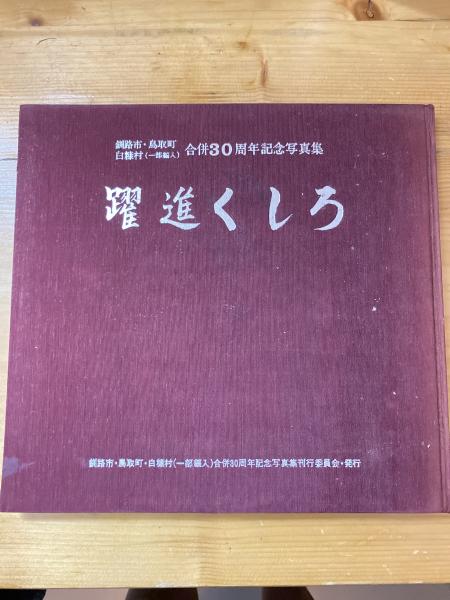 釧路市・鳥取町
白糠村(一部編入)
合併30周年記念写真集
躍進くしろ
釧路市・鳥取町・白糠村(一部編入)合併30周年記念写真集刊行委員会・発行